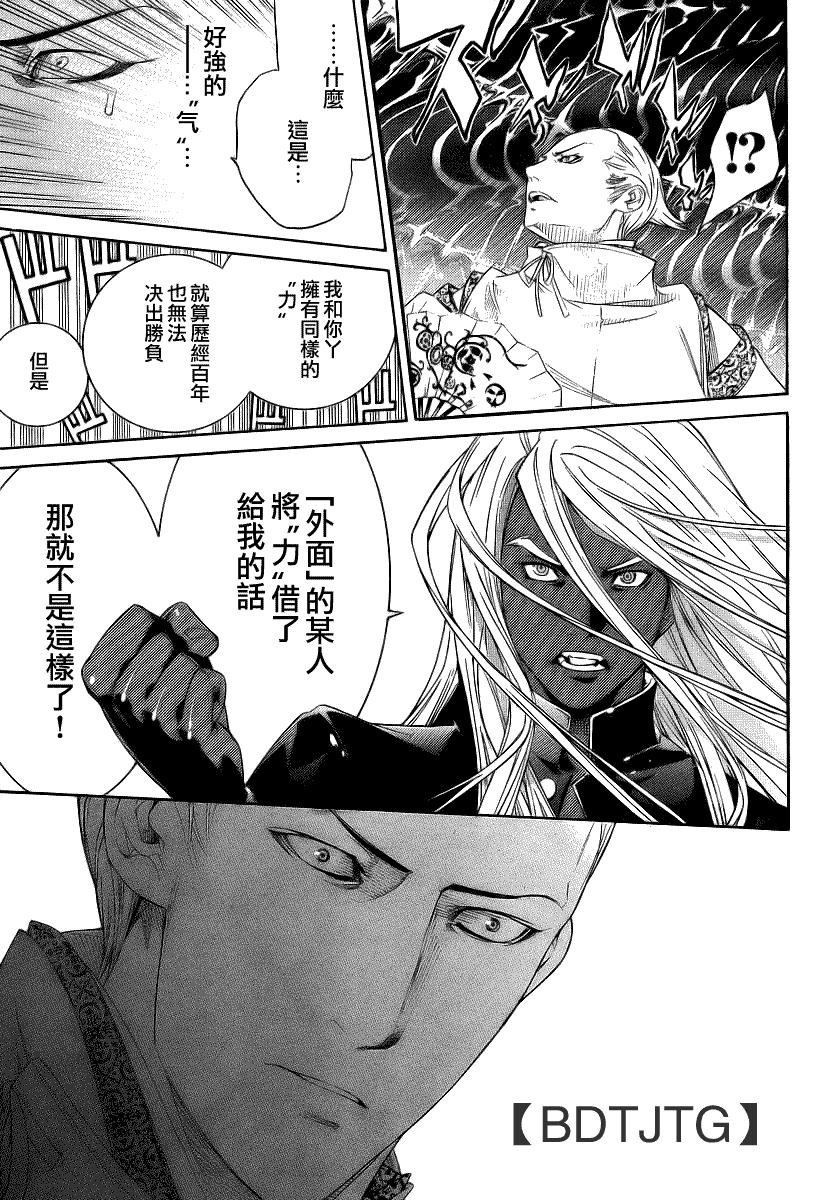 !?
……什麼
這是…
好強的
——…"气"…
我和你丫
擁有同樣的
"力"
就算歷經百年
也無法
決出勝負
但是
「外面」的某人
將"力"借了
給我的話
那就不是這樣了！
【BDTJTG】